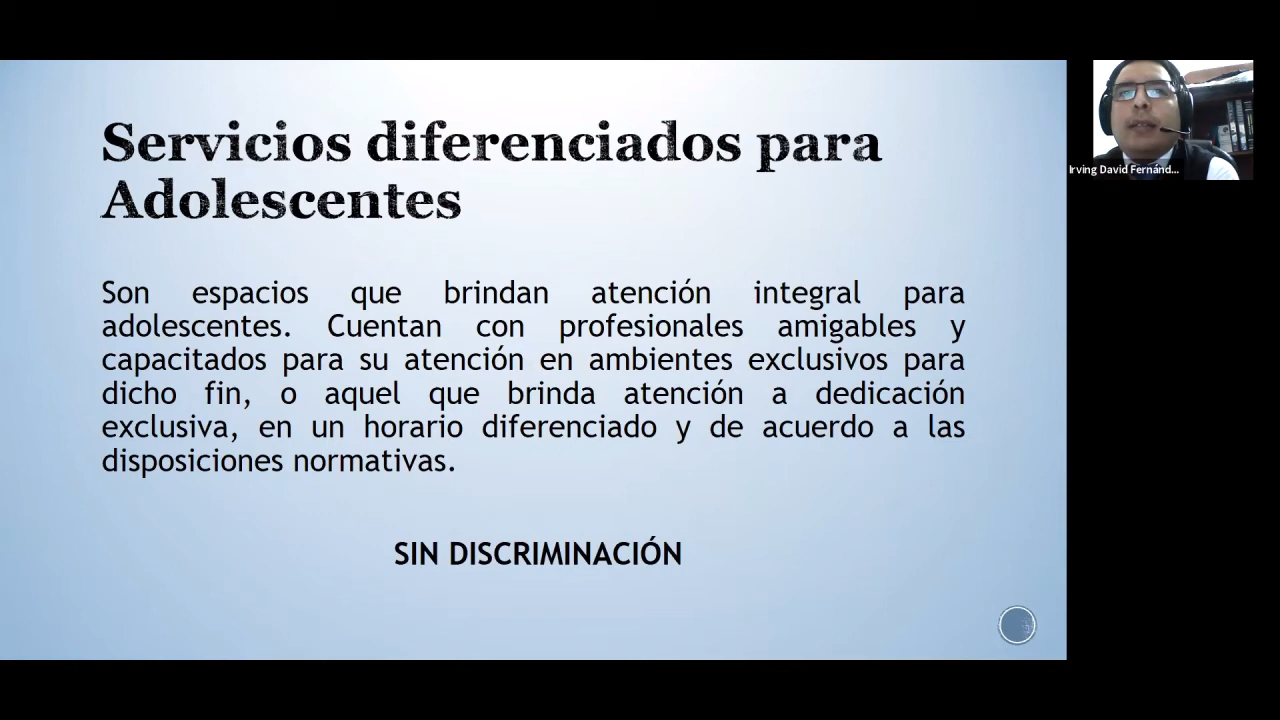 Servicios diferenciados para
Adolescentes
Son espacios que brindan atención integral para
adolescentes. Cuentan con profesionales amigables y
capacitados para su atención en ambientes exclusivos para
dicho fin, o aquel que brinda atención a dedicación
exclusiva, en un horario diferenciado y de acuerdo a las
disposiciones normativas.
SIN DISCRIMINACIÓN
Irving David Fernánd...